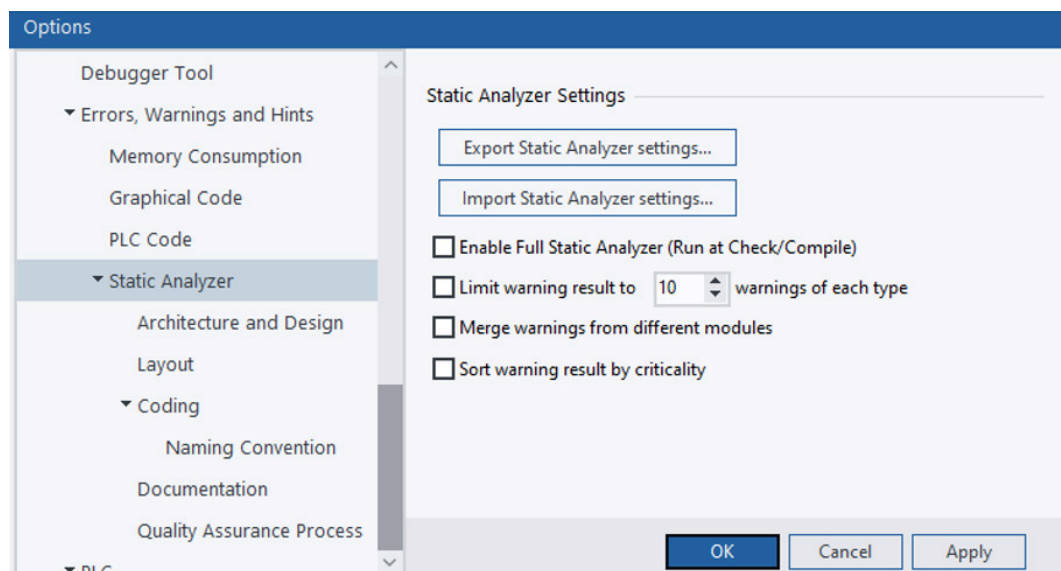 Options
Debugger Tool
Errors, Warnings and Hints
Memory Consumption
Graphical Code
PLC Code
Static Analyzer
Architecture and Design
Layout
Coding
Naming Convention
Documentation
Quality Assurance Process
Static Analyzer Settings
Export Static Analyzer settings...
Import Static Analyzer settings...
Enable Full Static Analyzer (Run at Check/Compile)
Limit warning result to 10 warnings of each type
Merge warnings from different modules
Sort warning result by criticality
OK Cancel Apply